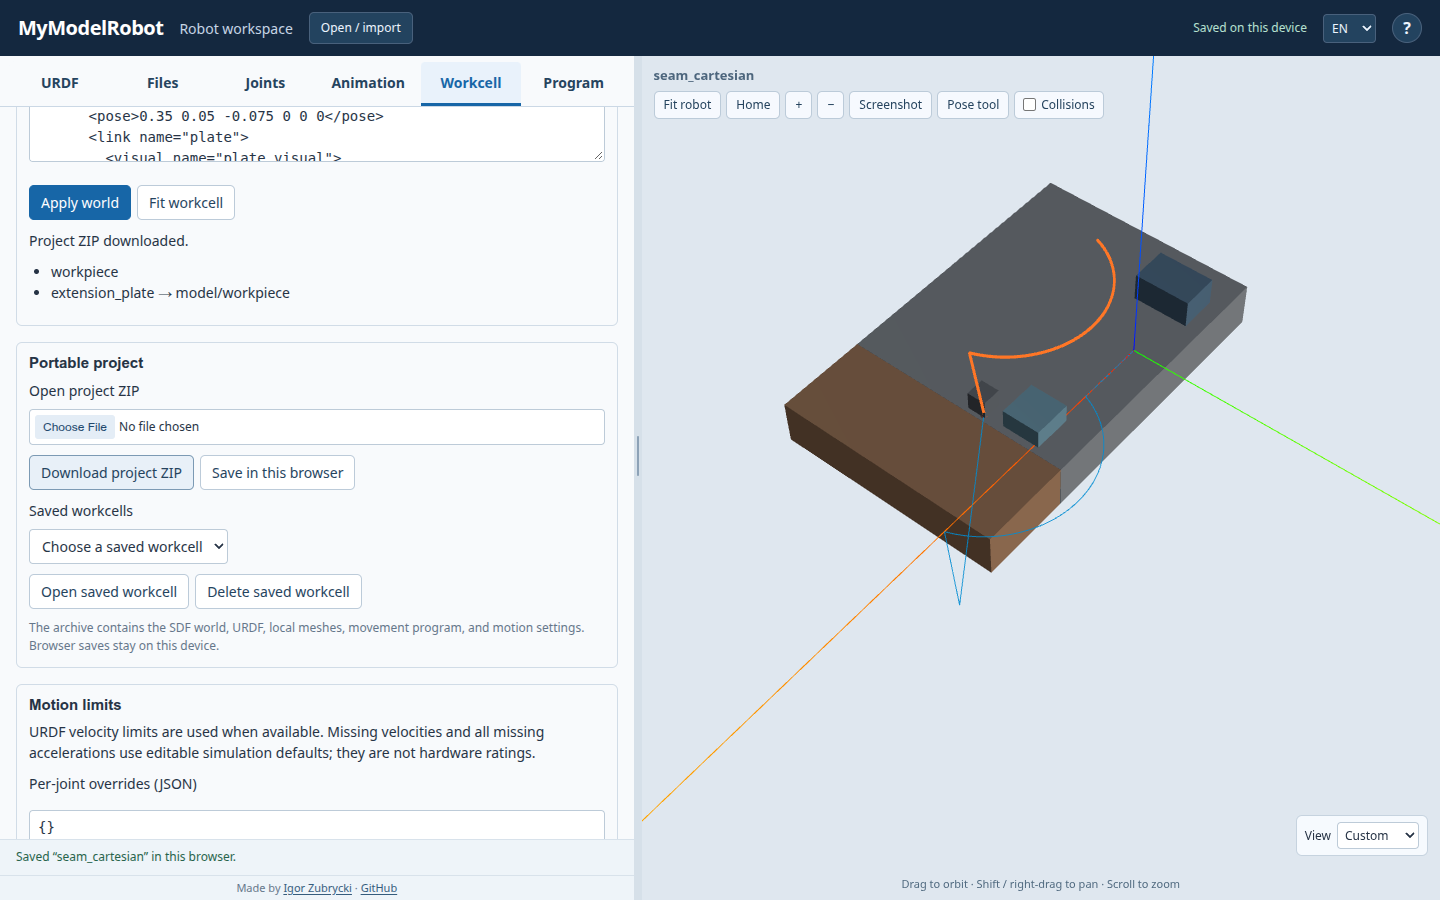 MyModelRobot
Robot workspace
Open / import
Saved on this device
EN
?
URDF
Files
Joints
Animation
Workcell
Program
<pose>0.35 0.05 -0.075 0 0 0</pose>
<link name="plate">
<visual name="plate_visual">
Apply world
Fit workcell
Project ZIP downloaded.
• workpiece
• extension_plate → model/workpiece
Portable project
Open project ZIP
Choose File
No file chosen
Download project ZIP
Save in this browser
Saved workcells
Choose a saved workcell
Open saved workcell
Delete saved workcell
The archive contains the SDF world, URDF, local meshes, movement program, and motion settings.
Browser saves stay on this device.
Motion limits
URDF velocity limits are used when available. Missing velocities and all missing
accelerations use editable simulation defaults; they are not hardware ratings.
Per-joint overrides (JSON)
{}
Saved “seam_cartesian” in this browser.
Made by Igor Zubrycki · GitHub
seam_cartesian
Fit robot
Home
+
−
Screenshot
Pose tool
Collisions
View
Custom
Drag to orbit · Shift / right-drag to pan · Scroll to zoom